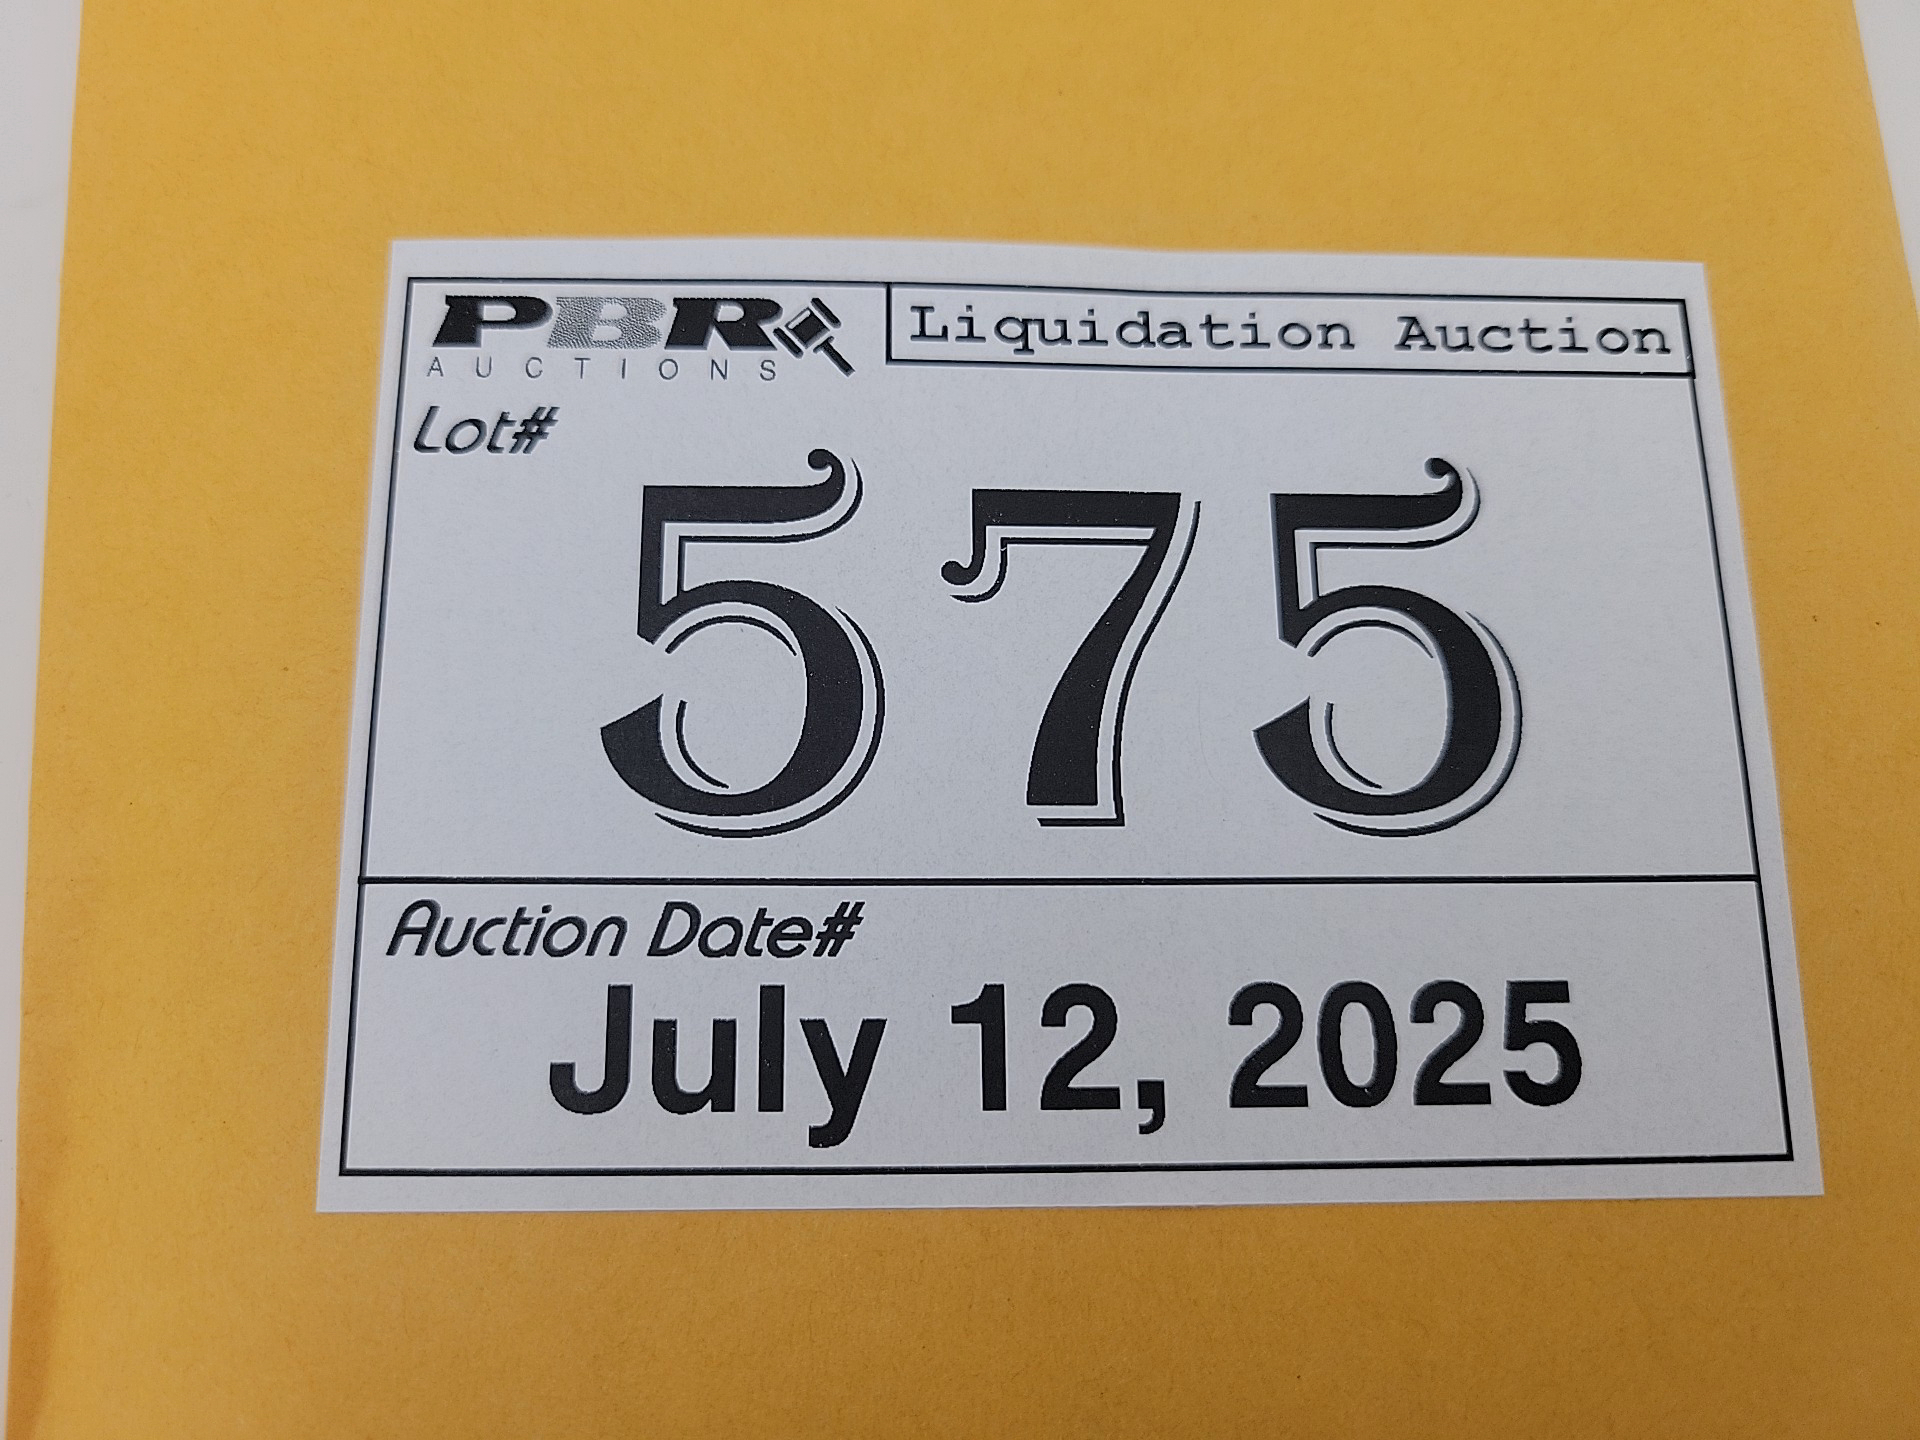 PBR
AUCTIONS
Liquidation Auction
Lot#
575
Auction Date#
July 12, 2025